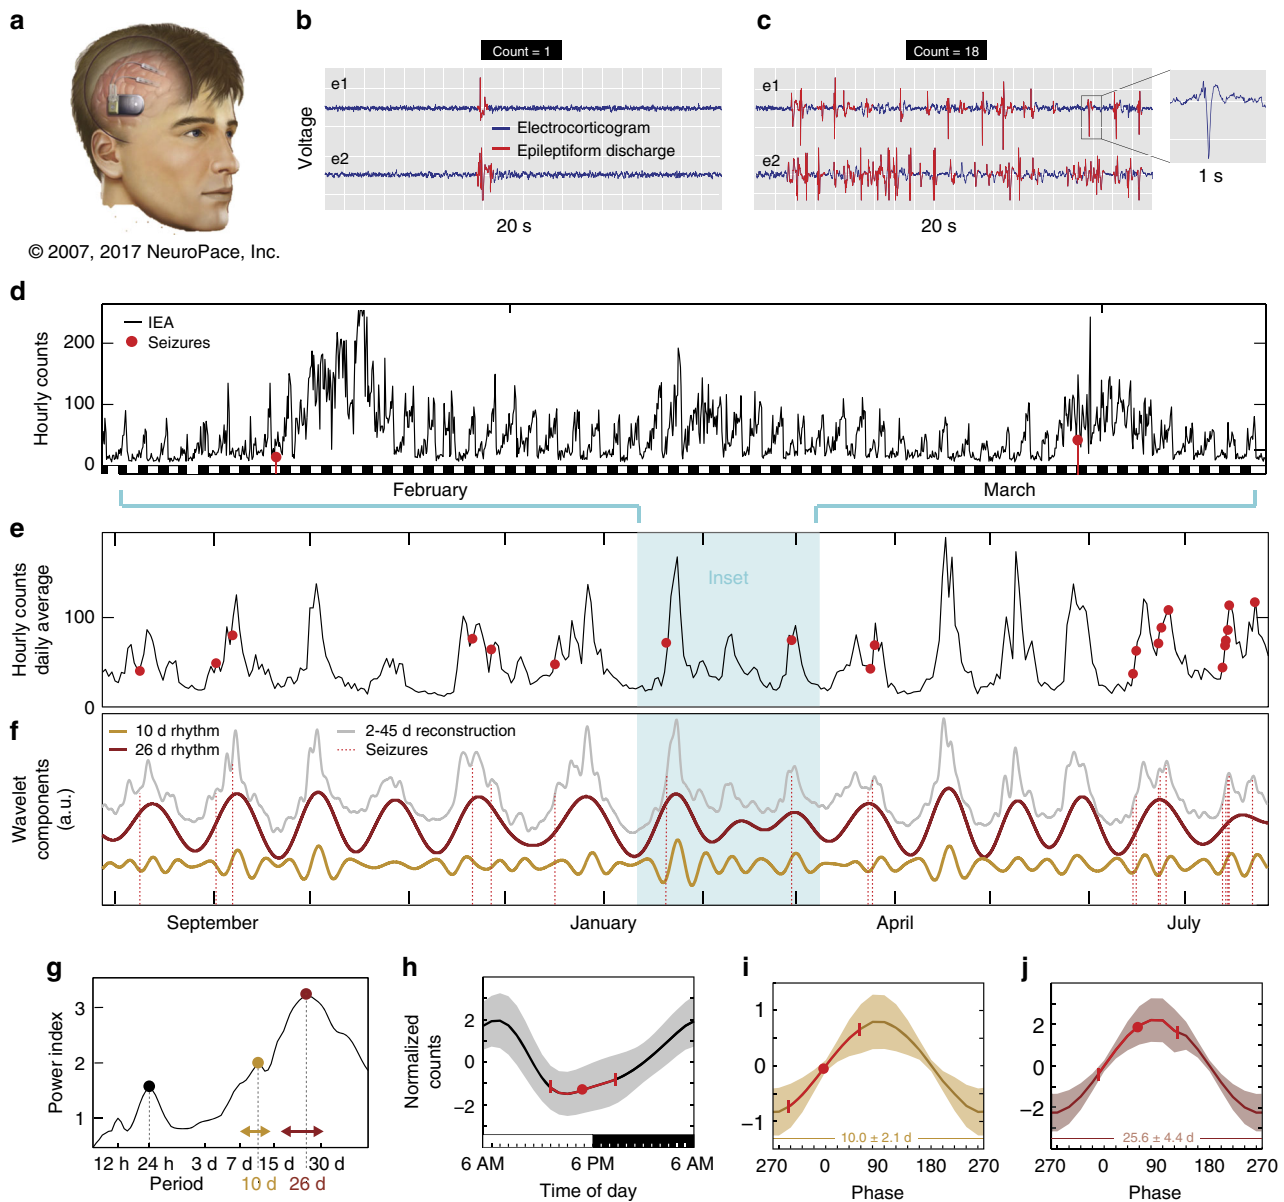 a
© 2007, 2017 NeuroPace, Inc.
b
Count = 1
Voltage
e1
Electrocorticogram
Epileptiform discharge
e2
20 s
c
Count = 18
e1
e2
20 s
1 s
d
Hourly counts
200
100
0
IEA
Seizures
February
March
e
Hourly counts
daily average
100
0
Inset
f
Wavelet
components
(a.u.)
10 d rhythm
26 d rhythm
2-45 d reconstruction
Seizures
September
January
April
July
g
Power index
3
2
1
12 h
24 h
3 d
7 d
15 d
30 d
Period
10 d
26 d
h
Normalized
counts
2
0
−2
6 AM
6 PM
6 AM
Time of day
i
1
0
−1
10.0 ± 2.1 d
270
0
90
180
270
Phase
j
2
0
−2
25.6 ± 4.4 d
270
0
90
180
270
Phase